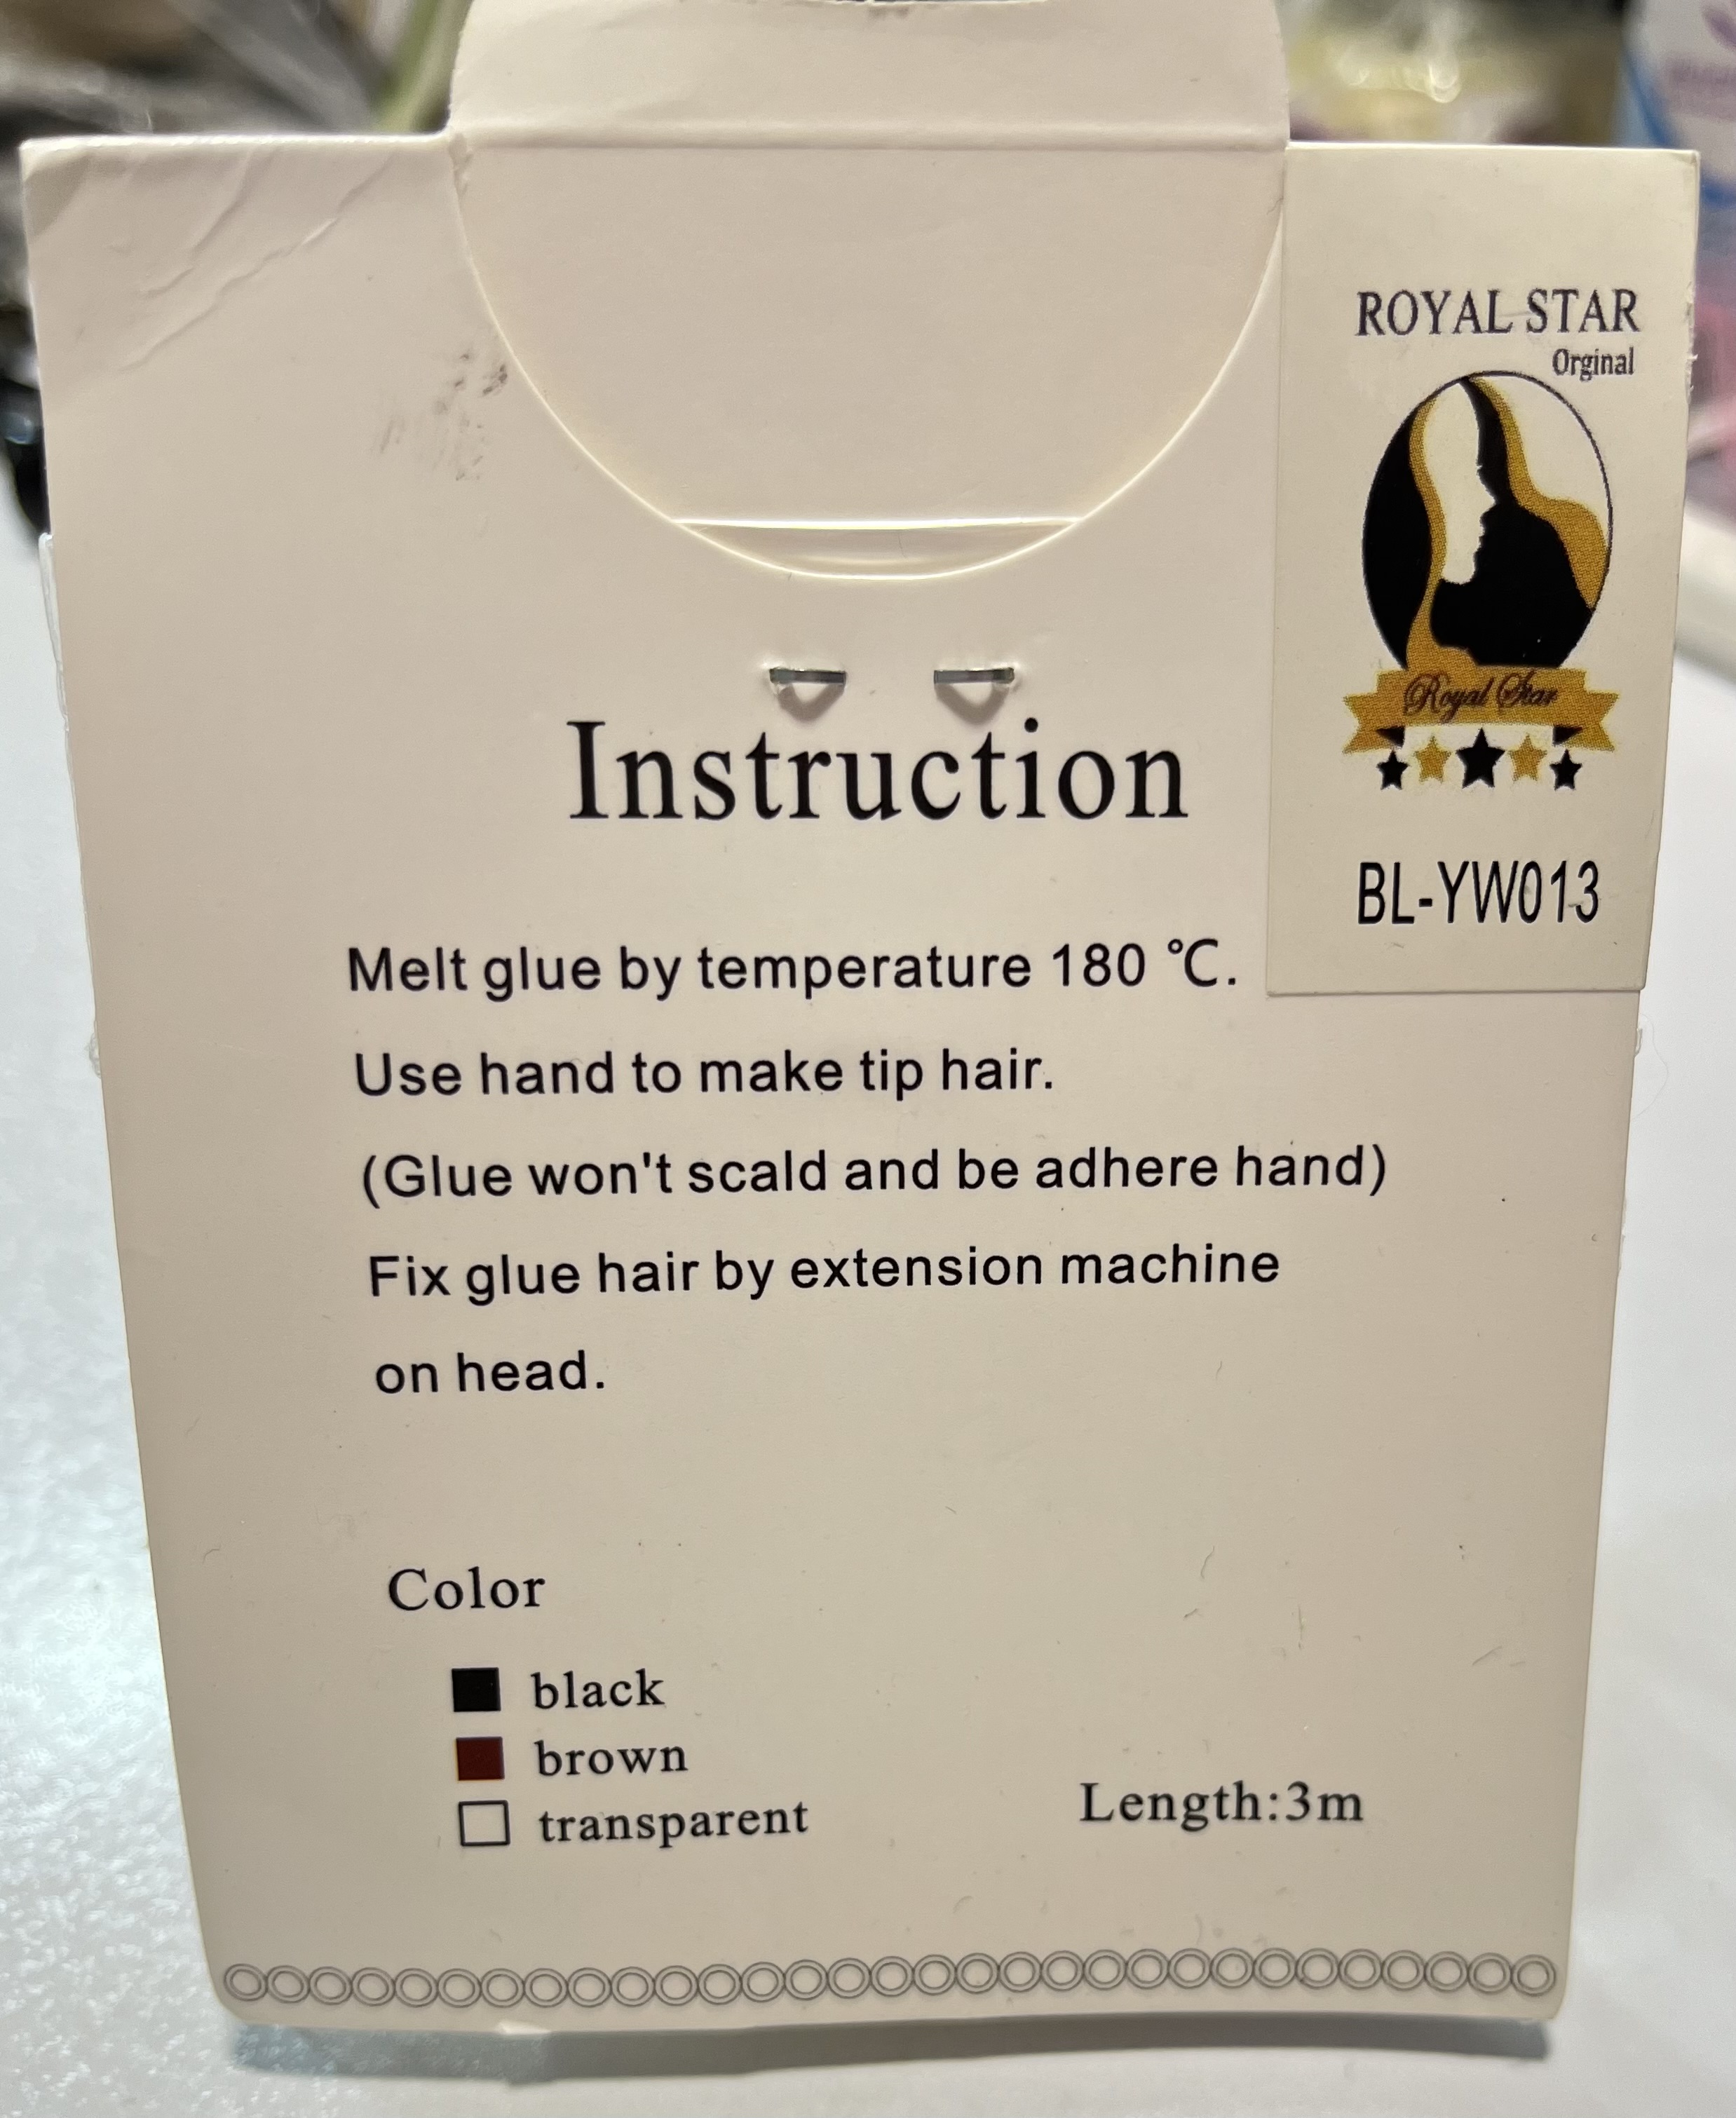 ROYAL STAR
Orginal
Royal Star
BL-YW013
Instruction
Melt glue by temperature 180 ℃.
Use hand to make tip hair.
(Glue won't scald and be adhere hand)
Fix glue hair by extension machine
on head.
Color
black
brown
transparent
Length:3m